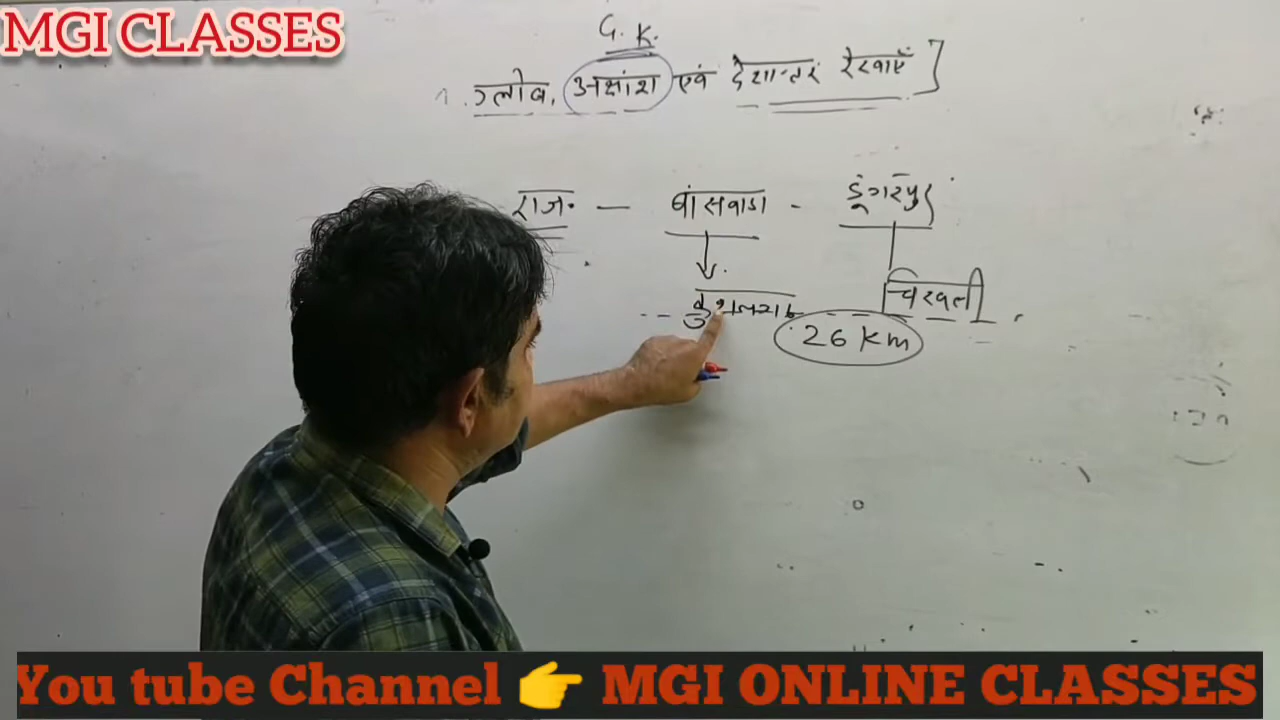 MGI CLASSES
G.K.
1. ग्लोब, अक्षांश एवं देशान्तर रेखाएँ ]
राज. – बांसवाडा - डूंगरपुर
कुशलगढ चिखली
26 km
You tube Channel 👉 MGI ONLINE CLASSES